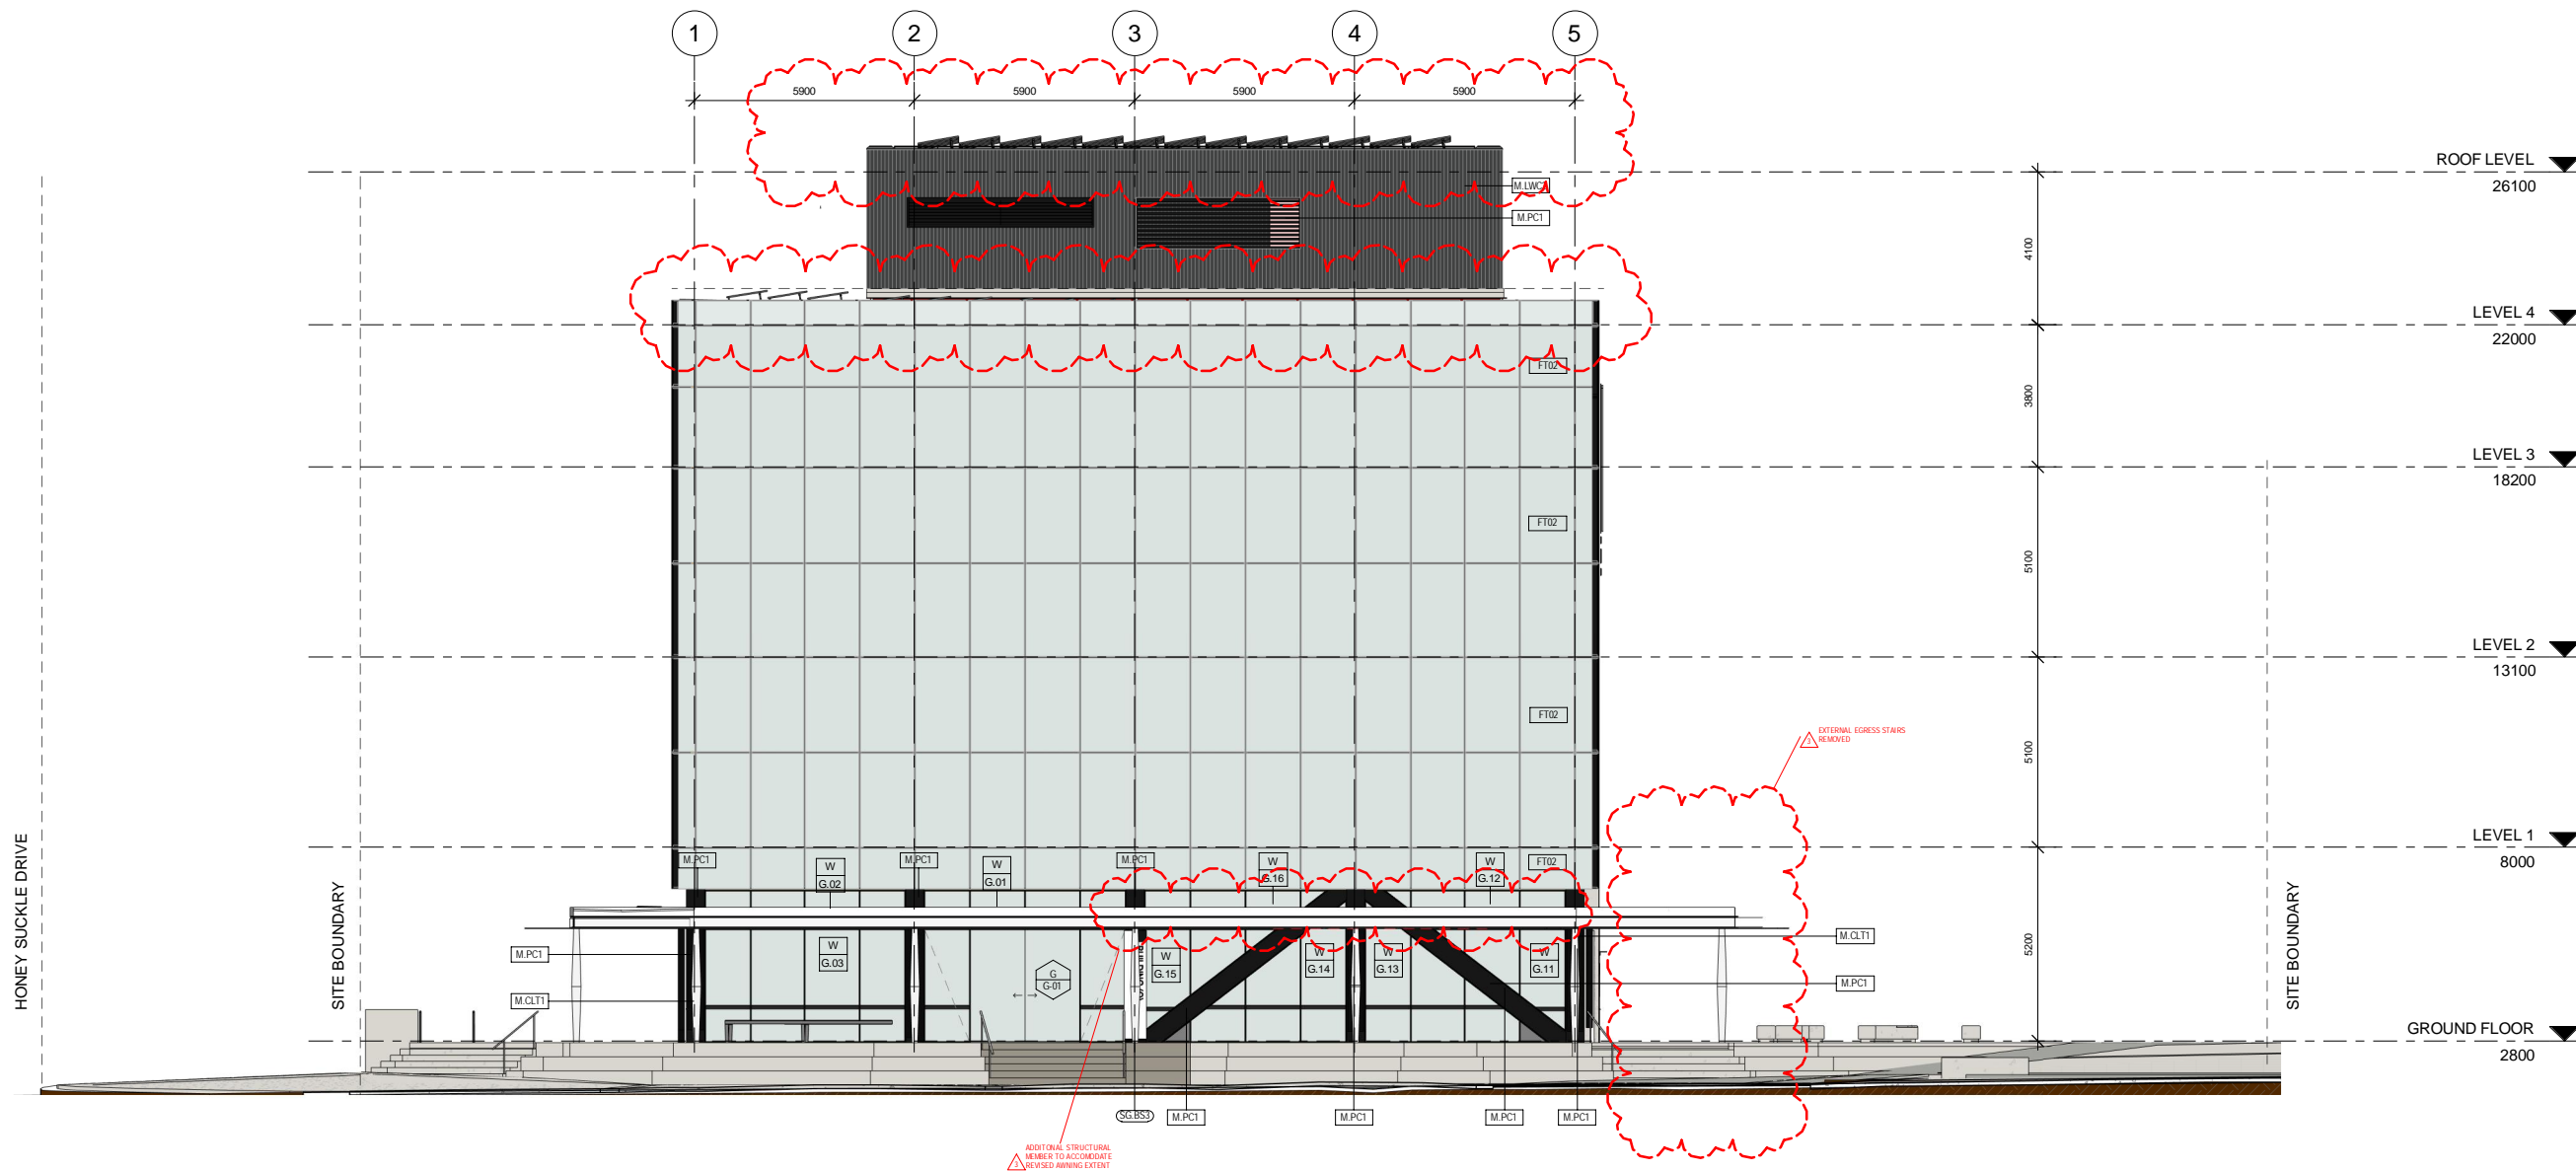 1
2
3
4
5
5900
5900
5900
5900
ROOF LEVEL
26100
M.LWC
M.PC1
4100
LEVEL 4
22000
FT02
3800
LEVEL 3
18200
FT02
5100
LEVEL 2
13100
FT02
EXTERNAL EGRESS STAIRS
REMOVED
3
5100
LEVEL 1
8000
M.PC1
W
G.02
M.PC1
W
G.01
M.PC1
W
G.16
W
G.12
FT02
HONEY SUCKLE DRIVE
SITE BOUNDARY
M.PC1
M.CLT1
W
G.03
G
G-01
W
G.15
W
G.14
W
G.13
W
G.11
M.CLT1
M.PC1
5200
SITE BOUNDARY
GROUND FLOOR
2800
SG.BS3
M.PC1
M.PC1
M.PC1
M.PC1
ADDITONAL STRUCTURAL
MEMBER TO ACCOMODATE
REVISED AWNING EXTENT
3